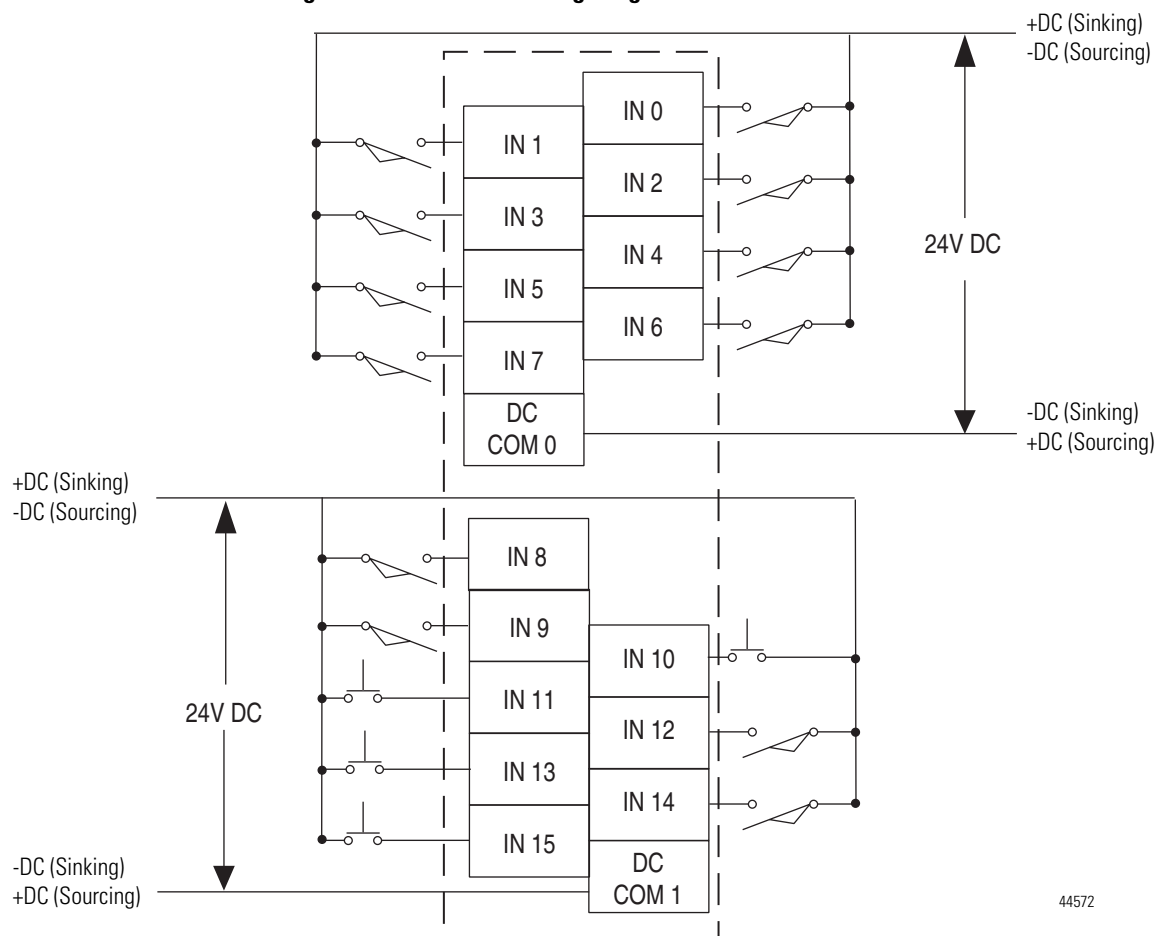 +DC (Sinking)
-DC (Sourcing)
IN 0
IN 1
IN 2
IN 3
IN 4
24V DC
IN 5
IN 6
IN 7
DC
COM 0
-DC (Sinking)
+DC (Sourcing)
+DC (Sinking)
-DC (Sourcing)
IN 8
IN 9
IN 10
IN 11
24V DC
IN 12
IN 13
IN 14
IN 15
DC
COM 1
-DC (Sinking)
+DC (Sourcing)
44572